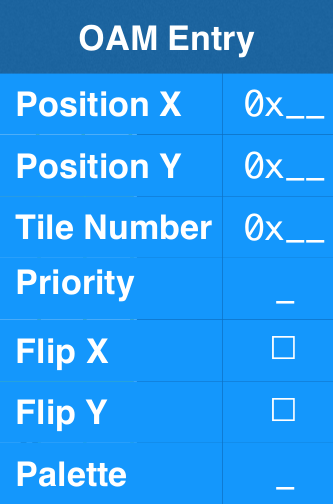 OAM Entry
Position X 0x__
Position Y 0x__
Tile Number 0x__
Priority _
Flip X ☐
Flip Y ☐
Palette _